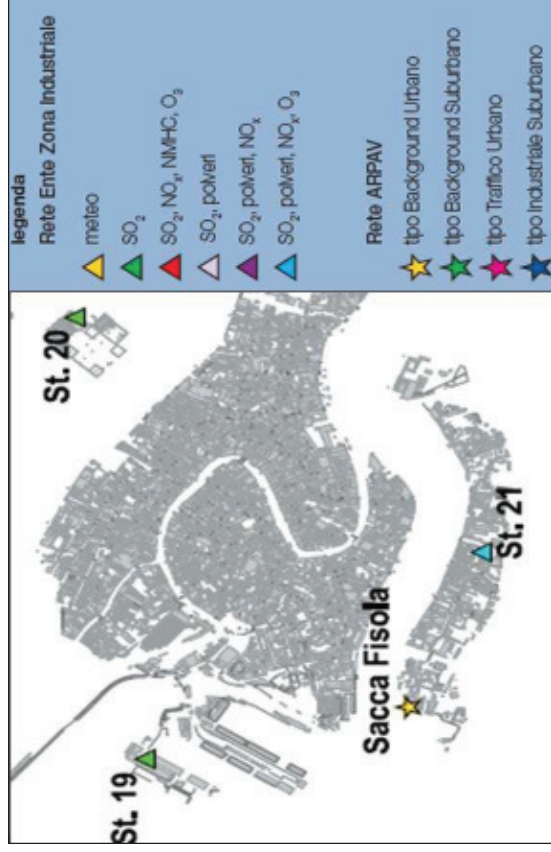 St. 19
St. 20
Sacca Fisola
St. 21
legenda
Rete Ente Zona Industriale
meteo
SO₂
SO₂, NOₓ, NMHC, O₃
SO₂, polveri
SO₂, polveri, NOₓ
SO₂, polveri, NOₓ, O₃
Rete ARPAV
tipo Background Urbano
tipo Background Suburbano
tipo Traffico Urbano
tipo Industriale Suburbano